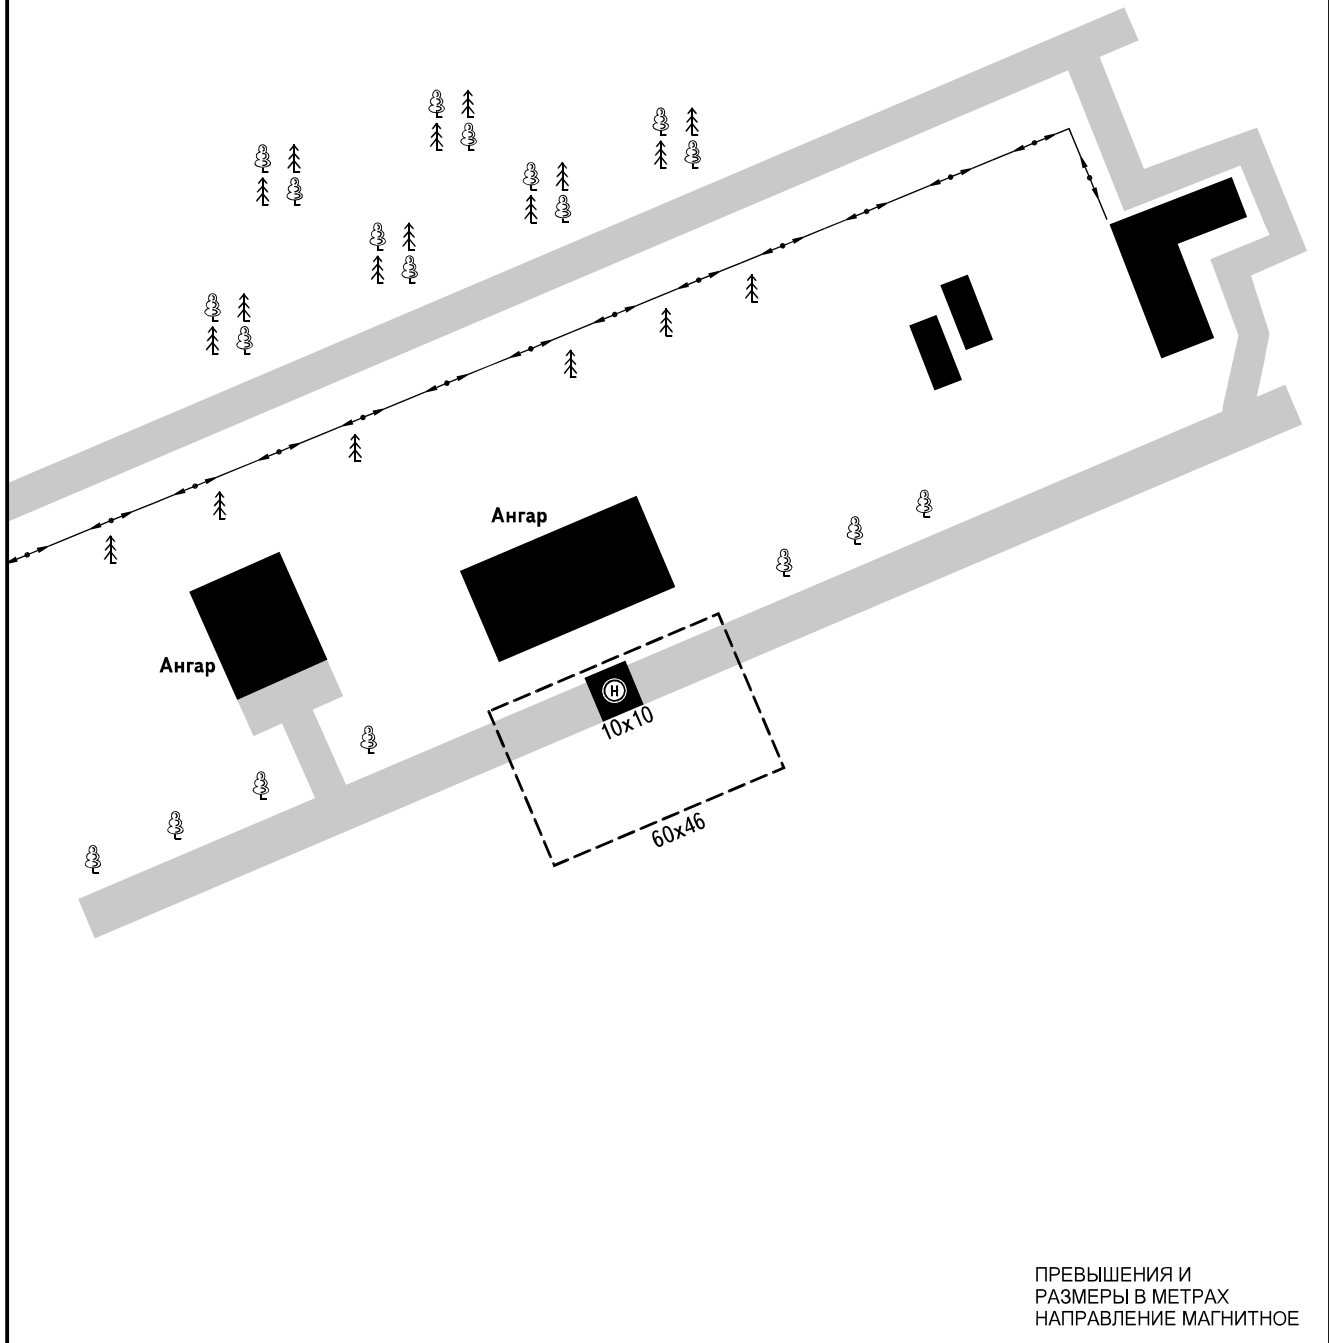 Ангар
Ангар
H
10x10
60x46
ПРЕВЫШЕНИЯ И
РАЗМЕРЫ В МЕТРАХ
НАПРАВЛЕНИЕ МАГНИТНОЕ